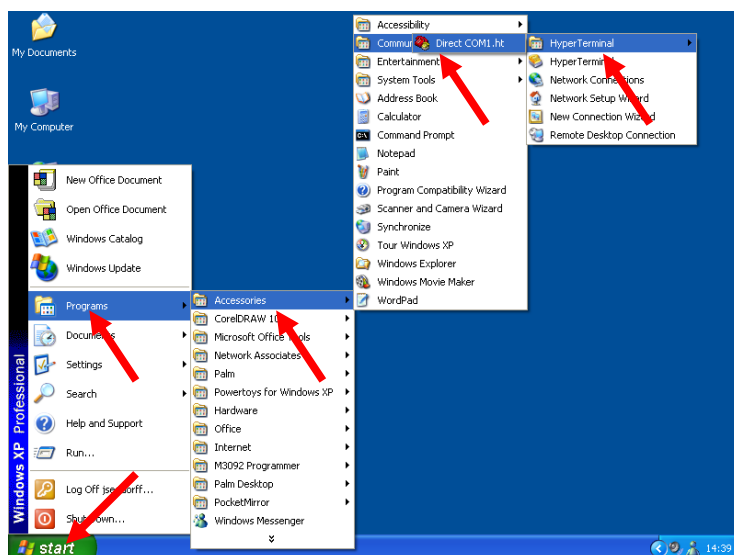 My Documents
My Computer
New Office Document
Open Office Document
Windows Catalog
Windows Update
Programs
Documents
Settings
Search
Help and Support
Run...
Log Off
Windows XP Professional
start
Accessories
CorelDRAW 10
Microsoft Office Tools
Network Associates
Palm
Powertoys for Windows XP
Hardware
Office
Internet
M3092 Programmer
Palm Desktop
PocketMirror
Windows Messenger
Accessibility
Direct COM1.ht
Entertainment
System Tools
Address Book
Calculator
Command Prompt
Notepad
Paint
Program Compatibility Wizard
Scanner and Camera Wizard
Synchronize
Tour Windows XP
Windows Explorer
Windows Movie Maker
WordPad
HyperTerminal
HyperTerminal
Network Connections
Network Setup Wizard
New Connection Wizard
Remote Desktop Connection
14:39